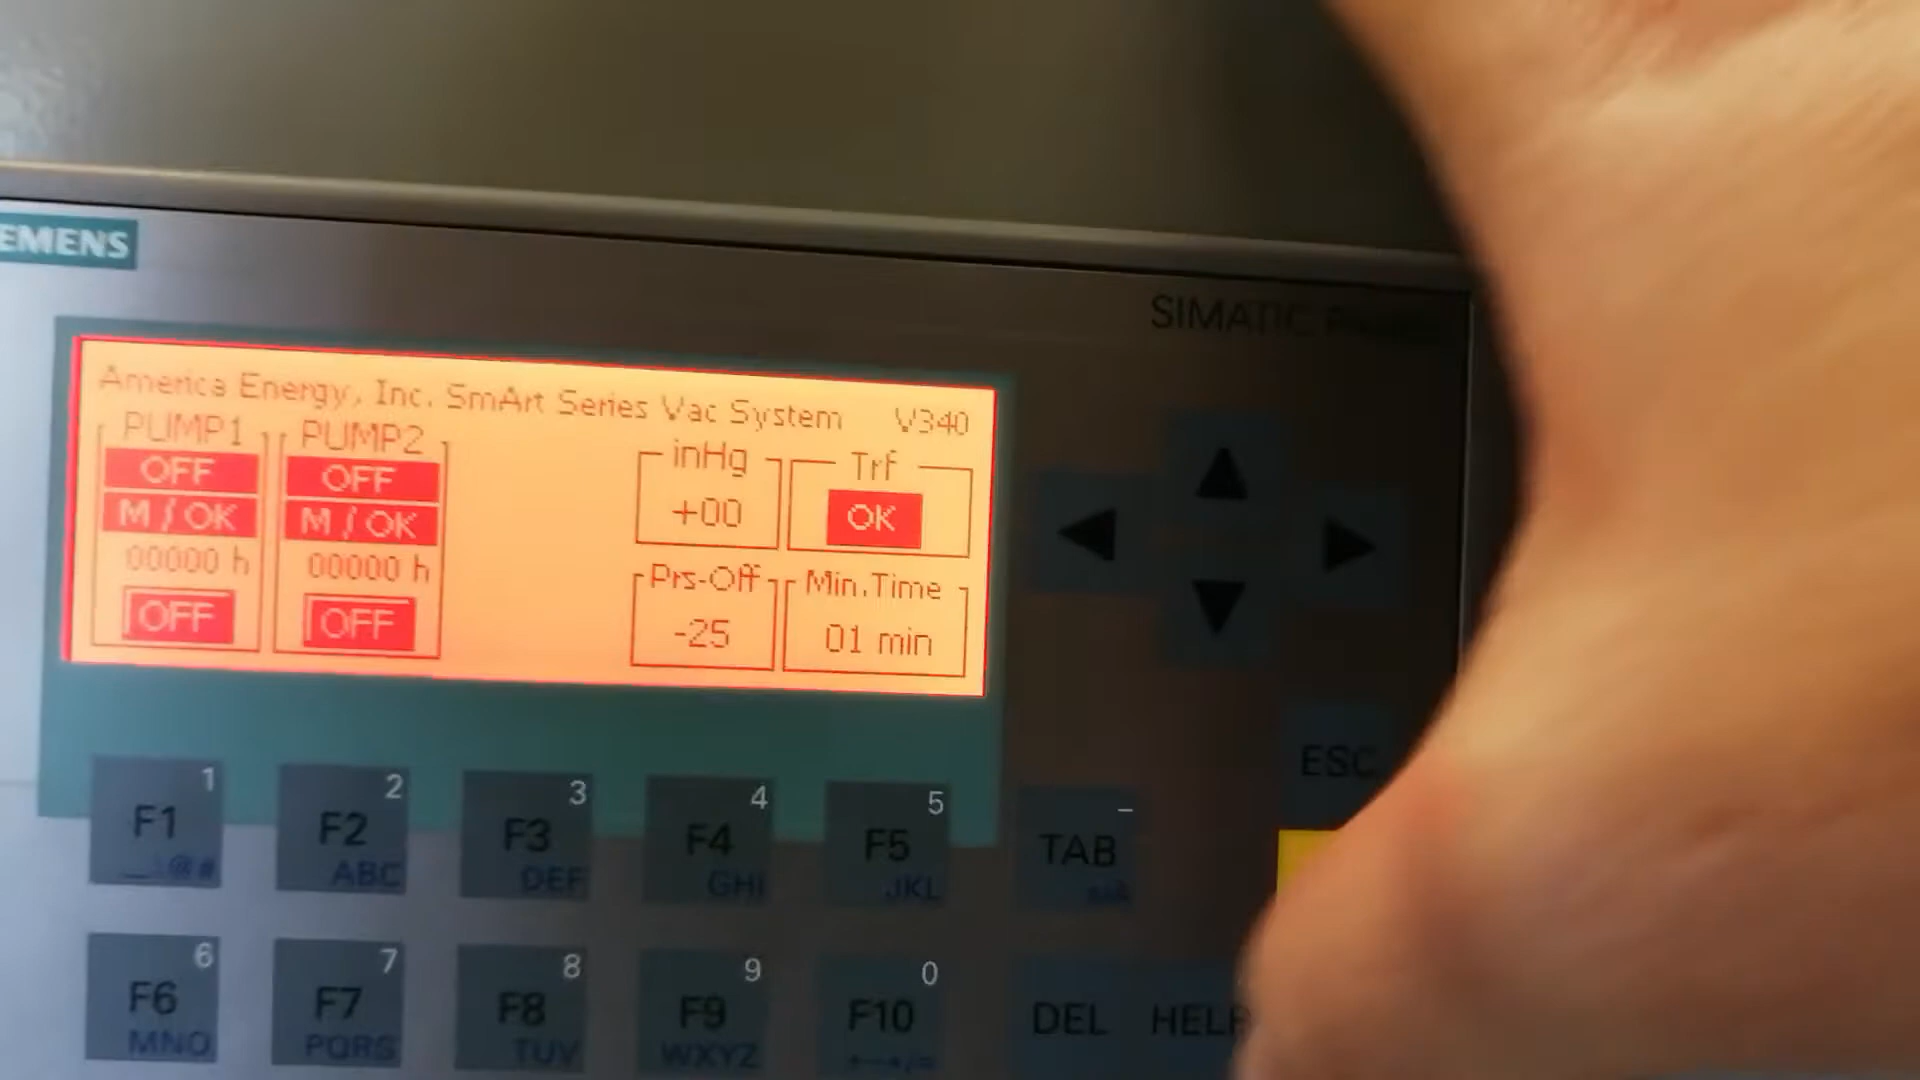 EMENS
SIMATIC
America Energy, Inc. SmArt Series Vac System V340
PUMP1 PUMP2 inHg Trf
OFF OFF
M / OK M / OK +00 OK
00000 h 00000 h Prs-Off Min.Time
OFF OFF -25 01 min
ESC
1 2 3 4 5 –
F1 F2 F3 F4 F5 TAB
ABC DEF GHI JKL
6 7 8 9 0
F6 F7 F8 F9 F10 DEL HELP
MNO PQRS TUV WXYZ